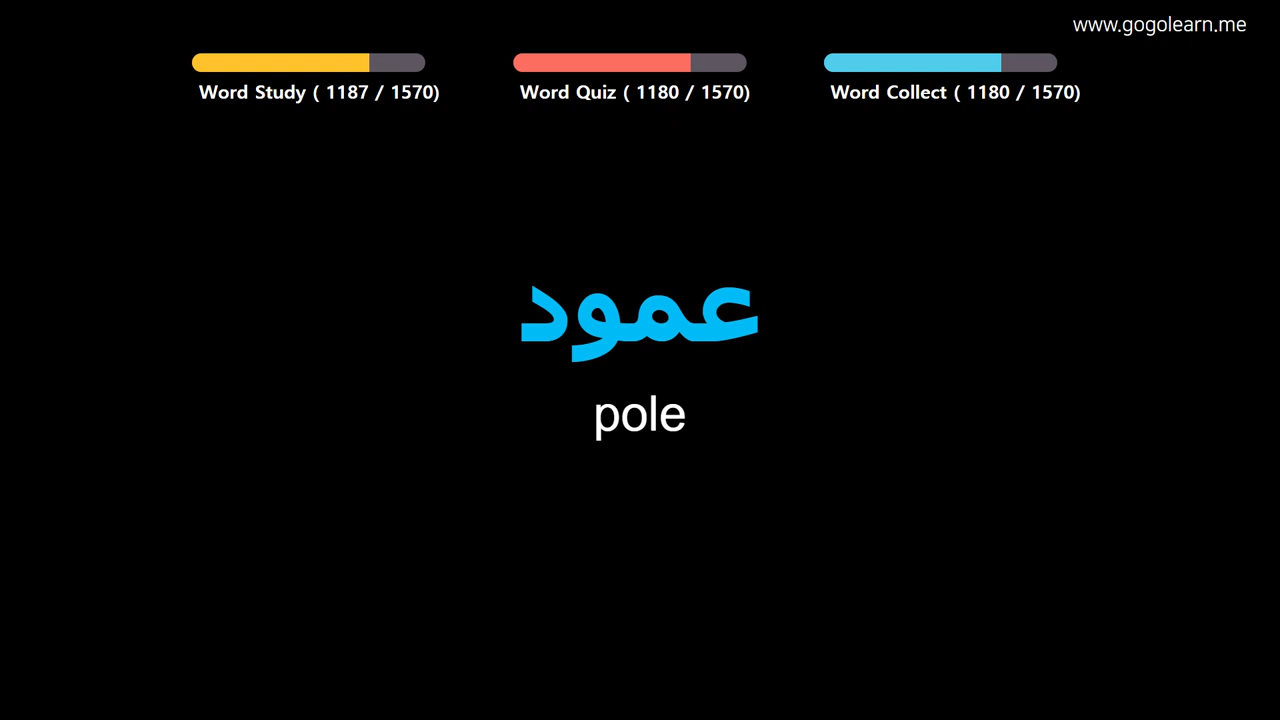 www.gogolearn.me
Word Study ( 1187 / 1570)
Word Quiz ( 1180 / 1570)
Word Collect ( 1180 / 1570)
عمود
pole